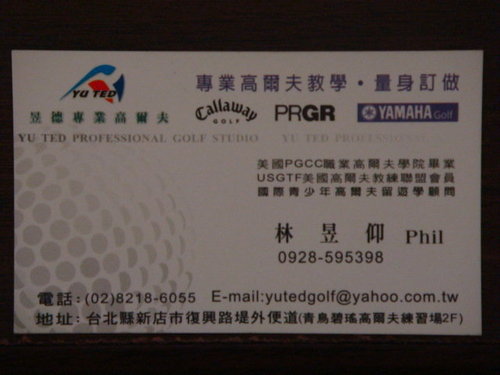 YU TED
專業高爾夫教學・量身訂做
昱德專業高爾夫
Callaway GOLF PRGR YAMAHA Golf
YU TED PROFESSIONAL GOLF STUDIO YU TED PROFESSIONAL
美國PGCC職業高爾夫學院畢業
USGTF美國高爾夫教練聯盟會員
國際青少年高爾夫留遊學顧問
林昱仰 Phil
0928-595398
電話:(02)8218-6055 E-mail:yutedgolf@yahoo.com.tw
地址:台北縣新店市復興路堤外便道(青鳥碧瑤高爾夫練習場2F)